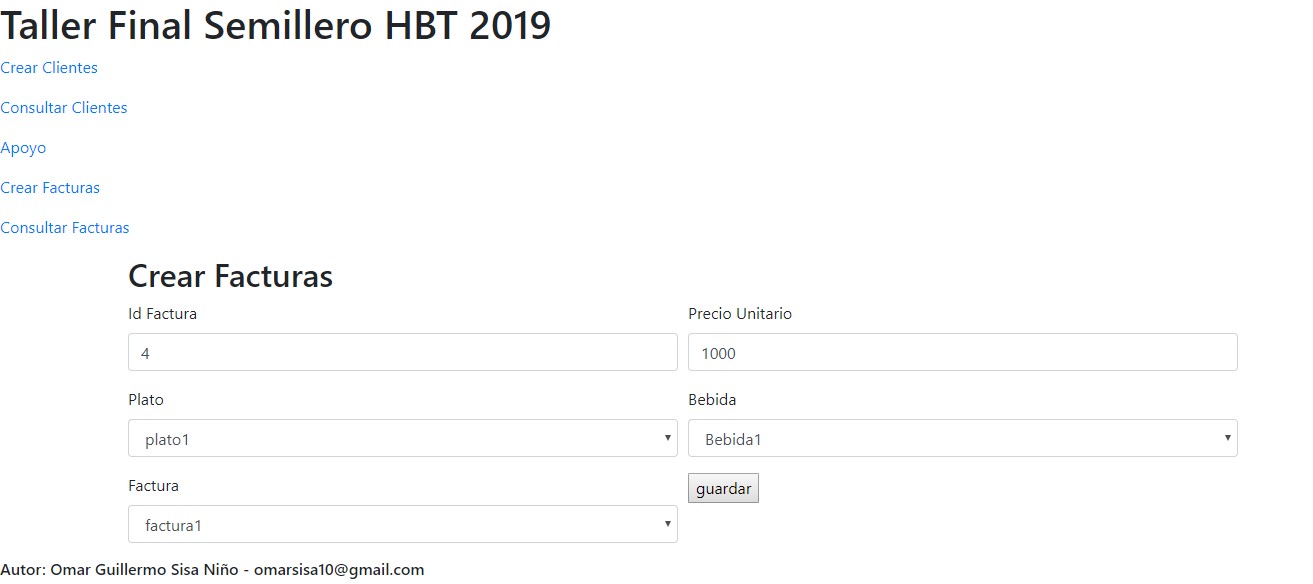 Taller Final Semillero HBT 2019
Crear Clientes
Consultar Clientes
Apoyo
Crear Facturas
Consultar Facturas
Crear Facturas
Id Factura
Precio Unitario
4
1000
Plato
Bebida
plato1
Bebida1
Factura
guardar
factura1
Autor: Omar Guillermo Sisa Niño - omarsisa10@gmail.com